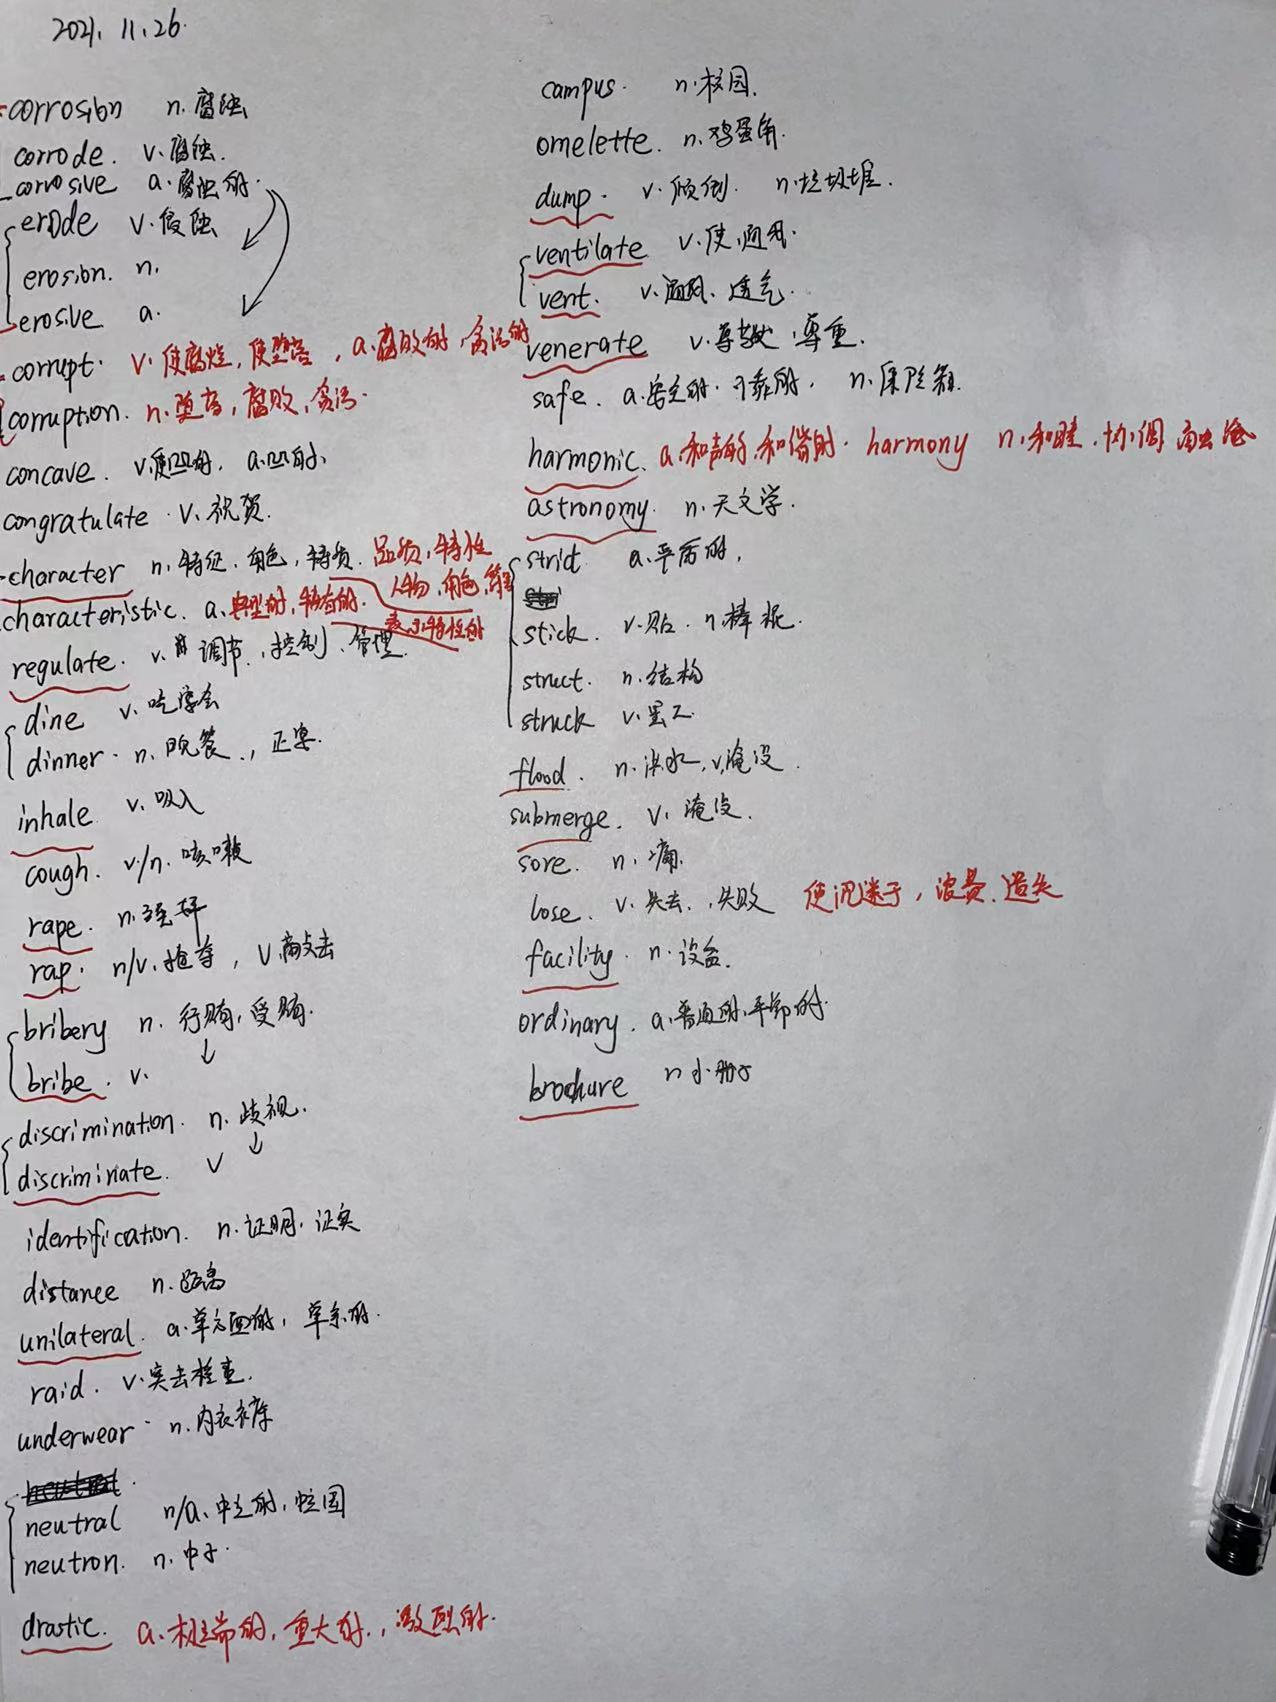 2021.11.26.
corrosion n.腐蚀
corrode. v.腐蚀.
corrosive a.腐蚀的.
erode v.侵蚀
erosion. n.
erosive a.
corrupt. v.使腐烂,使堕落,a.腐败的,贪污的
corruption. n.堕落,腐败,贪污.
concave. v.使凹的,a.凹的.
congratulate v.祝贺.
character n.特征.角色,特质.品质,特性
人物,角色,
characteristic. a.典型的,特有的.
表示特性的
regulate. v.调节.,控制、管理
dine v.吃
dinner. n.晚餐.,正宴.
inhale v.吸入
cough. v/n.咳嗽
rape. n.强奸
rap. n/v.抢夺,v.敲击
bribery n.行贿,受贿.
bribe. v.
discrimination. n.歧视.
discriminate. v
identification. n.证明,证实
distance n.距离
unilateral. a.单方面的,单系的.
raid. v.突击检查.
underwear n.内衣裤
neutral n/a.中立的,中立国
neutron. n.中子.
drastic. a.极端的,重大的.,激烈的.
campus. n.校园.
omelette. n.鸡蛋角.
dump. v.倾倒. n.垃圾堆.
ventilate v.使通风.
vent. v.通风、透气.
venerate v.尊敬,尊重.
safe. a.安全的.可靠的. n.保险箱.
harmonic. a.和声的,和谐的. harmony n.和睦.协调 融洽
astronomy. n.天文学.
strict a.严厉的,
stick. v.贴. n.棒棍.
struct. n.结构
struck v.罢工
flood. n.洪水,v.淹没.
submerge. v.淹没.
sore. n.痛.
lose. v.失去.,失败 使沉迷于,浪费、遗失
facility. n.设备.
ordinary. a.普通的,平常的.
brochure n小册子